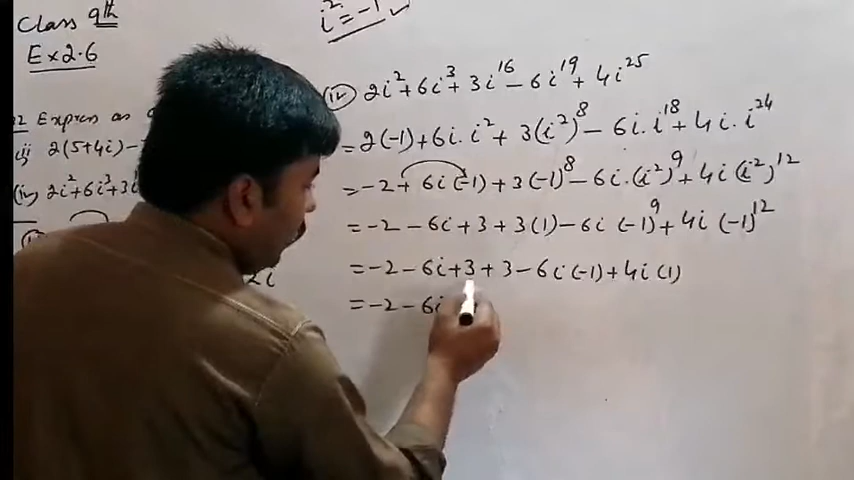 Class 9th
Ex 2.6
i² = -1 ✓
Q2 Express as a
ii) 2(5+4i) -
iv) 2i² + 6i³ + 3i
(iv) 2i² + 6i³ + 3i¹⁶ - 6i¹⁹ + 4i²⁵
= 2(-1) + 6i.i² + 3(i²)⁸ - 6i.i¹⁸ + 4i.i²⁴
= -2 + 6i(-1) + 3(-1)⁸ - 6i.(i²)⁹ + 4i(i²)¹²
= -2 - 6i + 3 + 3(1) - 6i(-1)⁹ + 4i(-1)¹²
= -2 - 6i + 3 + 3 - 6i(-1) + 4i(1)
= -2 - 6i